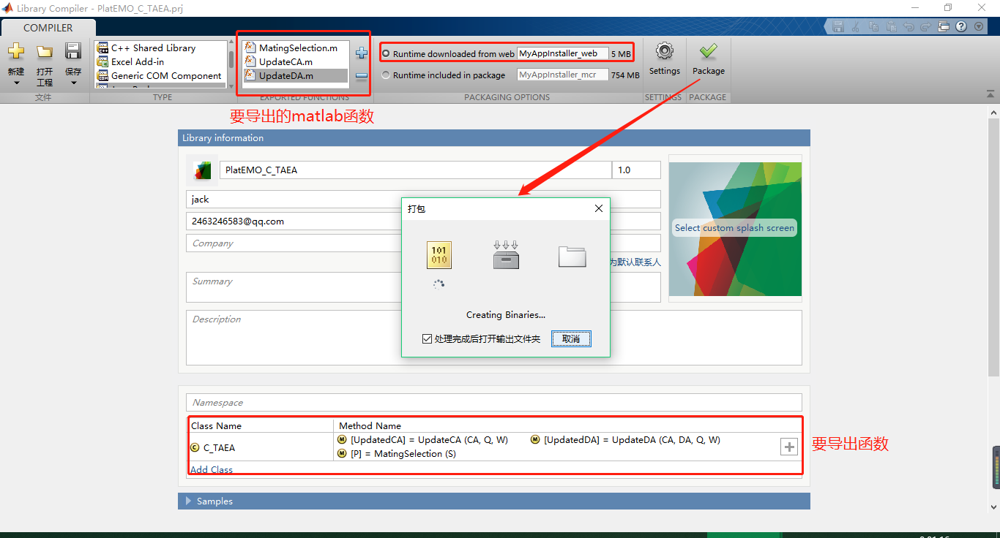 Library Compiler - PlatEMO_C_TAEA.prj
COMPILER
新建
打开
工程
保存
文件
C++ Shared Library
Excel Add-in
Generic COM Component
TYPE
MatingSelection.m
UpdateCA.m
UpdateDA.m
EXPORTED FUNCTIONS
Runtime downloaded from web MyAppInstaller_web 5 MB
Runtime included in package MyAppInstaller_mcr 754 MB
PACKAGING OPTIONS
Settings
SETTINGS
Package
PACKAGE
要导出的matlab函数
Library information
PlatEMO_C_TAEA 1.0
jack
2463246583@qq.com
Company
为默认联系人
Summary
Description
Select custom splash screen
打包
101
010
Creating Binaries...
处理完成后打开输出文件夹 取消
Namespace
Class Name Method Name
C_TAEA
[UpdatedCA] = UpdateCA (CA, Q, W) [UpdatedDA] = UpdateDA (CA, DA, Q, W)
[P] = MatingSelection (S)
Add Class
要导出函数
Samples